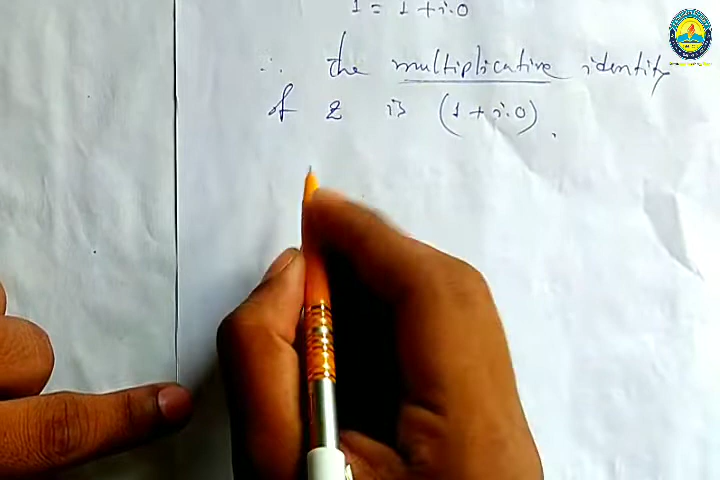 1 = 1 + i.0
∴ the multiplicative identity
of z is (1 + i.0).